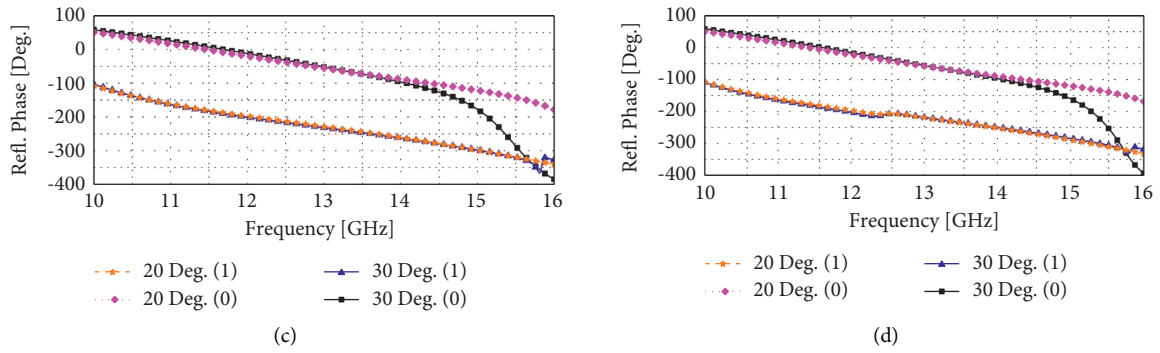 100
0
-100
-200
-300
-400
Refl. Phase [Deg.]
10 11 12 13 14 15 16
Frequency [GHz]
20 Deg. (1) 30 Deg. (1)
20 Deg. (0) 30 Deg. (0)
(c)
100
0
-100
-200
-300
-400
Refl. Phase [Deg.]
10 11 12 13 14 15 16
Frequency [GHz]
20 Deg. (1) 30 Deg. (1)
20 Deg. (0) 30 Deg. (0)
(d)